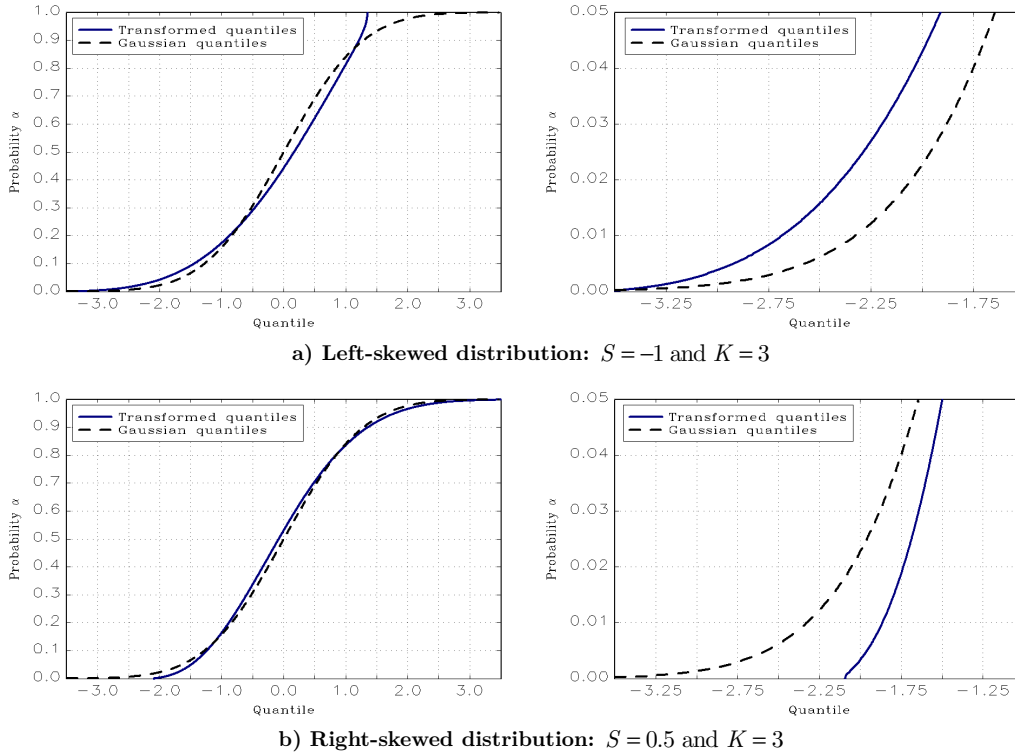 1.0
0.9
0.8
0.7
0.6
0.5
0.4
0.3
0.2
0.1
0.0
Probability α
Transformed quantiles
Gaussian quantiles
−3.0 −2.0 −1.0 0.0 1.0 2.0 3.0
Quantile
0.05
0.04
0.03
0.02
0.01
0.00
Probability α
Transformed quantiles
Gaussian quantiles
−3.25 −2.75 −2.25 −1.75
Quantile
a) Left-skewed distribution: S = −1 and K = 3
1.0
0.9
0.8
0.7
0.6
0.5
0.4
0.3
0.2
0.1
0.0
Probability α
Transformed quantiles
Gaussian quantiles
−3.0 −2.0 −1.0 0.0 1.0 2.0 3.0
Quantile
0.05
0.04
0.03
0.02
0.01
0.00
Probability α
Transformed quantiles
Gaussian quantiles
−3.25 −2.75 −2.25 −1.75 −1.25
Quantile
b) Right-skewed distribution: S = 0.5 and K = 3